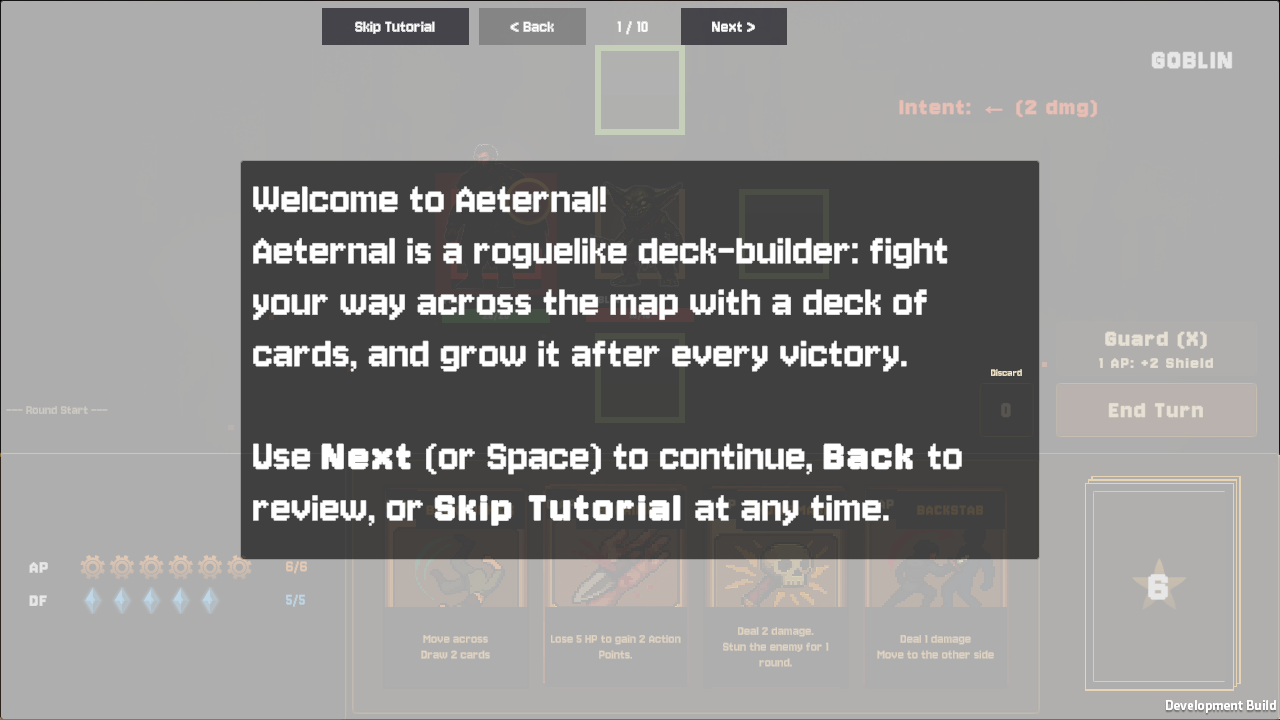 Skip Tutorial
< Back
1 / 10
Next >
GOBLIN
Intent: ← (2 dmg)
Welcome to Aeternal!
Aeternal is a roguelike deck-builder: fight
your way across the map with a deck of
cards, and grow it after every victory.
Use Next (or Space) to continue, Back to
review, or Skip Tutorial at any time.
Guard (X)
1 AP: +2 Shield
Discard
0
End Turn
--- Round Start ---
AP
6/6
DF
5/5
BACKSTAB
Move across
Draw 2 cards
Lose 5 HP to gain 2 Action
Points.
Deal 2 damage.
Stun the enemy for 1
round.
Deal 1 damage
Move to the other side
6
Development Build